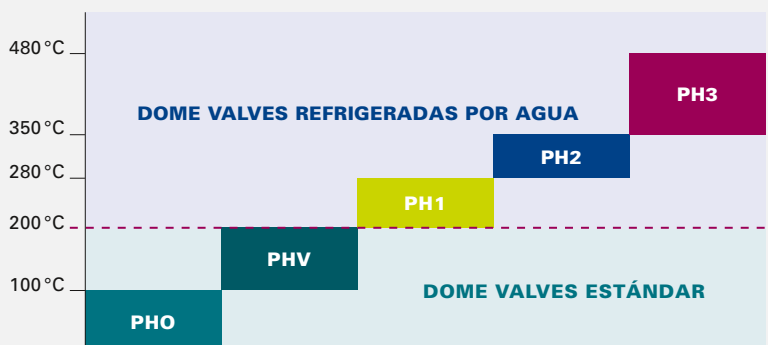 480 °C
PH3
DOME VALVES REFRIGERADAS POR AGUA
350 °C
PH2
280 °C
PH1
200 °C
PHV
100 °C
DOME VALVES ESTÁNDAR
PHO